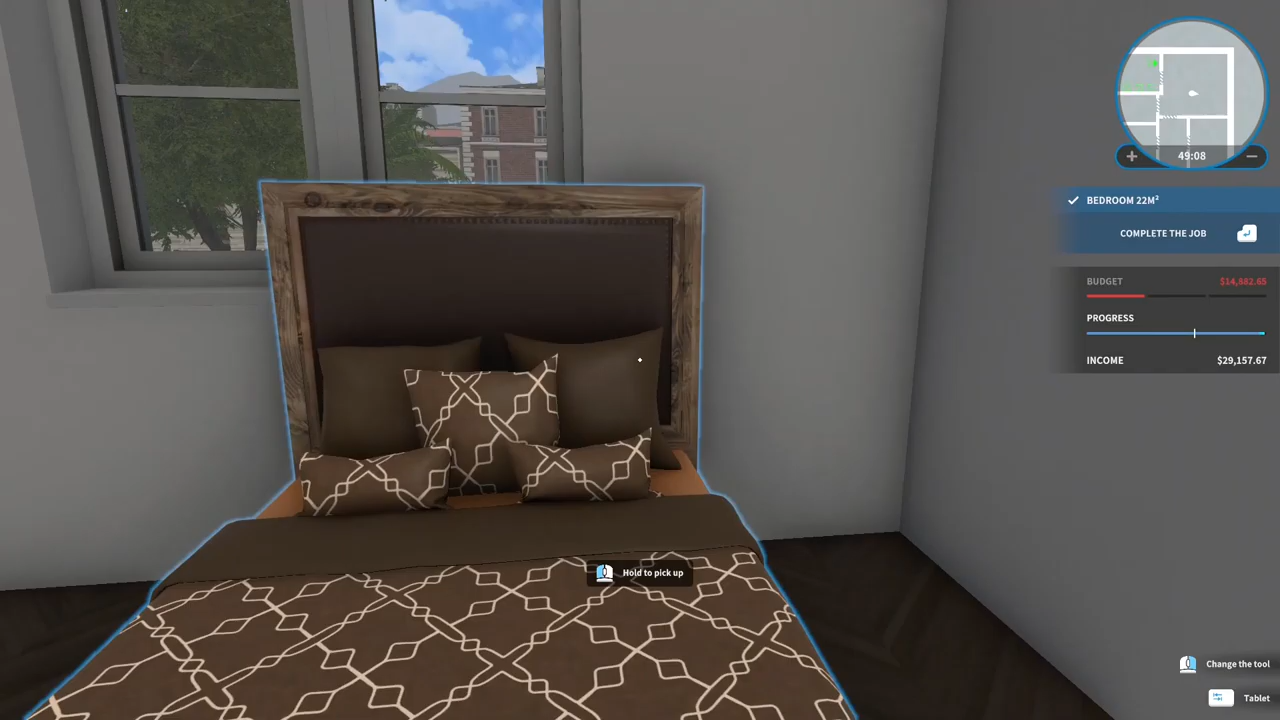 + 49:08 −
BEDROOM 22M²
COMPLETE THE JOB
BUDGET $14,882.65
PROGRESS
INCOME $29,157.67
Hold to pick up
Change the tool
Tablet